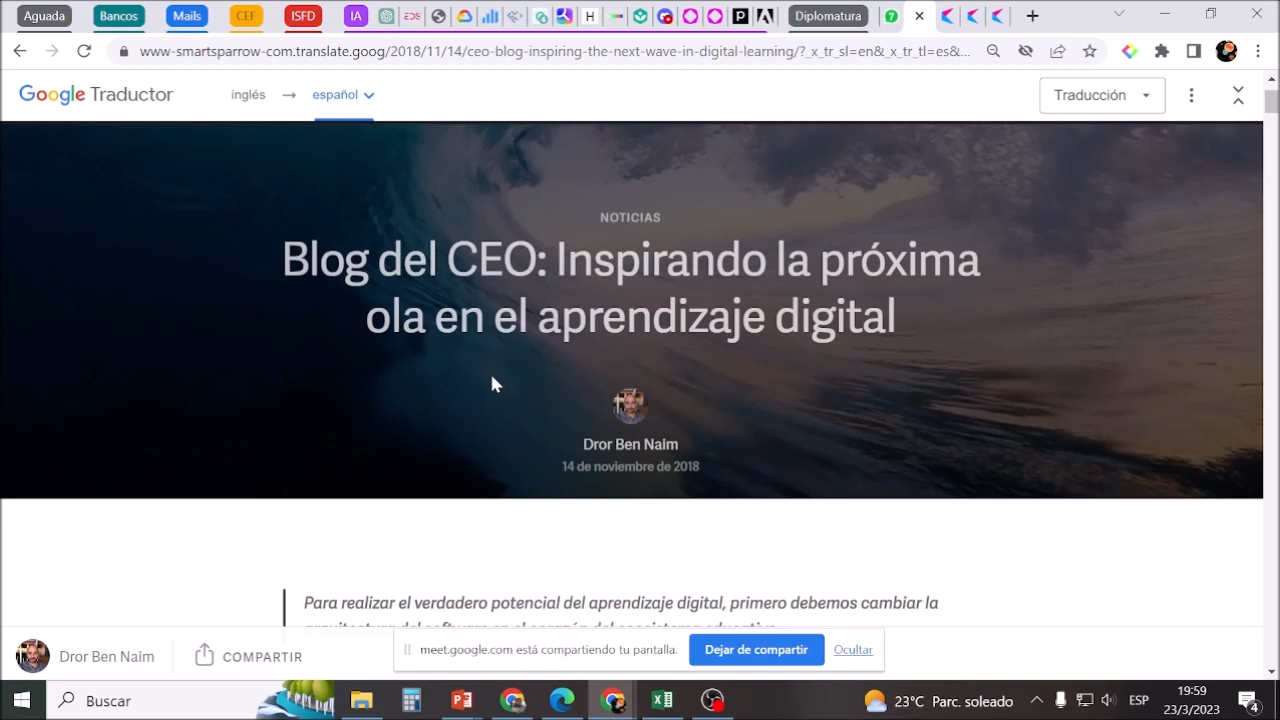 Aguada
Bancos
Mails
CEF
ISFD
IA
Diplomatura
www-smartsparrow-com.translate.goog/2018/11/14/ceo-blog-inspiring-the-next-wave-in-digital-learning/?_x_tr_sl=en&_x_tr_tl=es&...
Google Traductor
inglés → español
Traducción
NOTICIAS
Blog del CEO: Inspirando la próxima
ola en el aprendizaje digital
Dror Ben Naim
14 de noviembre de 2018
Para realizar el verdadero potencial del aprendizaje digital, primero debemos cambiar la
Dror Ben Naim
COMPARTIR
meet.google.com está compartiendo tu pantalla.
Dejar de compartir
Ocultar
Buscar
23°C Parc. soleado
ESP
19:59
23/3/2023
4